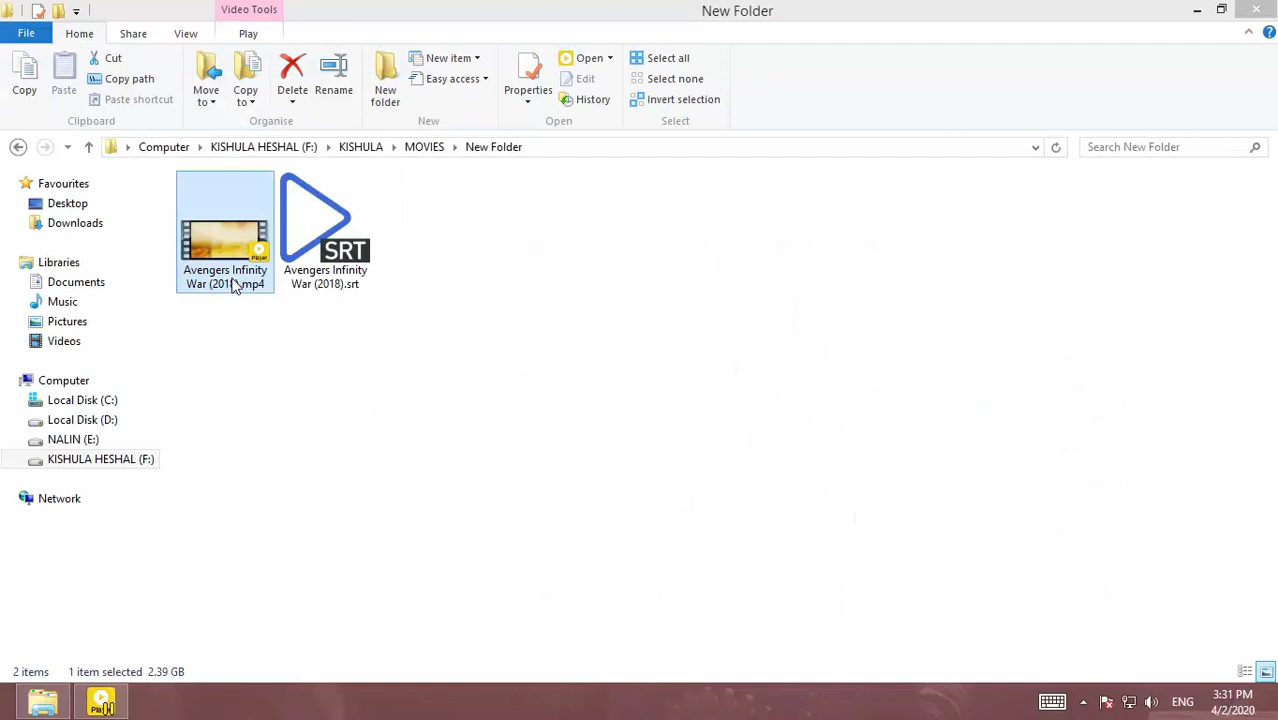 Video Tools
New Folder
File
Home
Share
View
Play
Copy
Paste
Cut
Copy path
Paste shortcut
Clipboard
Move to
Copy to
Delete
Rename
Organise
New folder
New item
Easy access
New
Properties
Open
Edit
History
Open
Select all
Select none
Invert selection
Select
Computer
KISHULA HESHAL (F:)
KISHULA
MOVIES
New Folder
Search New Folder
Favourites
Desktop
Downloads
Libraries
Documents
Music
Pictures
Videos
Computer
Local Disk (C:)
Local Disk (D:)
NALIN (E:)
KISHULA HESHAL (F:)
Network
Player
Avengers Infinity
War (2018).mp4
SRT
Avengers Infinity
War (2018).srt
2 items
1 item selected 2.39 GB
ENG
3:31 PM
4/2/2020